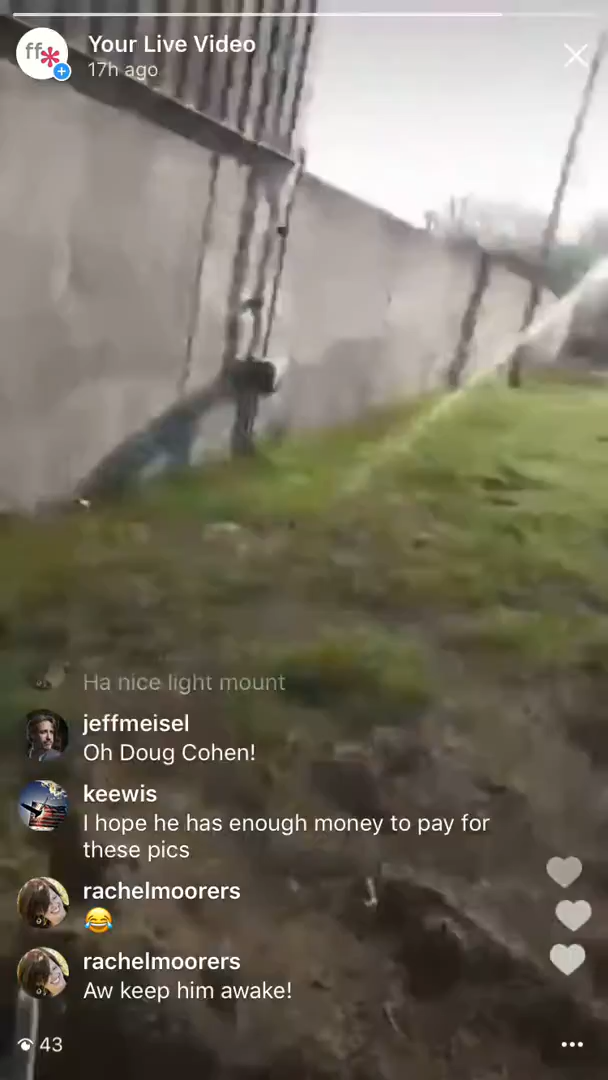 ff*
Your Live Video
17h ago
Ha nice light mount
jeffmeisel
Oh Doug Cohen!
keewis
I hope he has enough money to pay for
these pics
rachelmoorers
😂
rachelmoorers
Aw keep him awake!
43